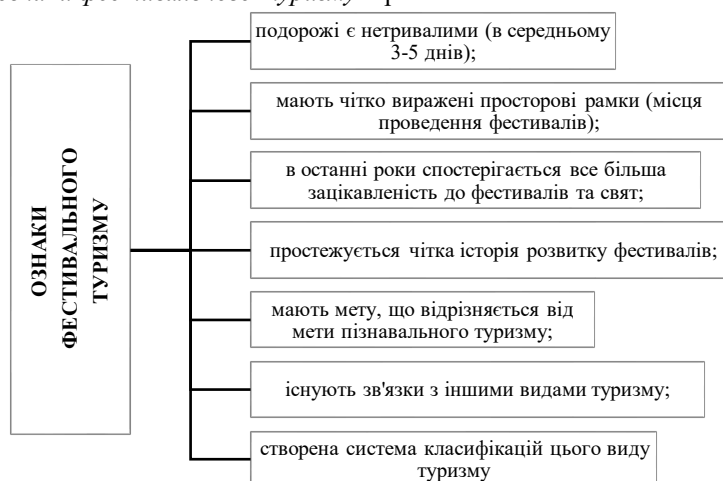 ОЗНАКИ
ФЕСТИВАЛЬНОГО
ТУРИЗМУ
подорожі є нетривалими (в середньому
3-5 днів);
мають чітко виражені просторові рамки (місця
проведення фестивалів);
в останні роки спостерігається все більша
зацікавленість до фестивалів та свят;
простежується чітка історія розвитку фестивалів;
мають мету, що відрізняється від
мети пізнавального туризму;
існують зв'язки з іншими видами туризму;
створена система класифікацій цього виду
туризму